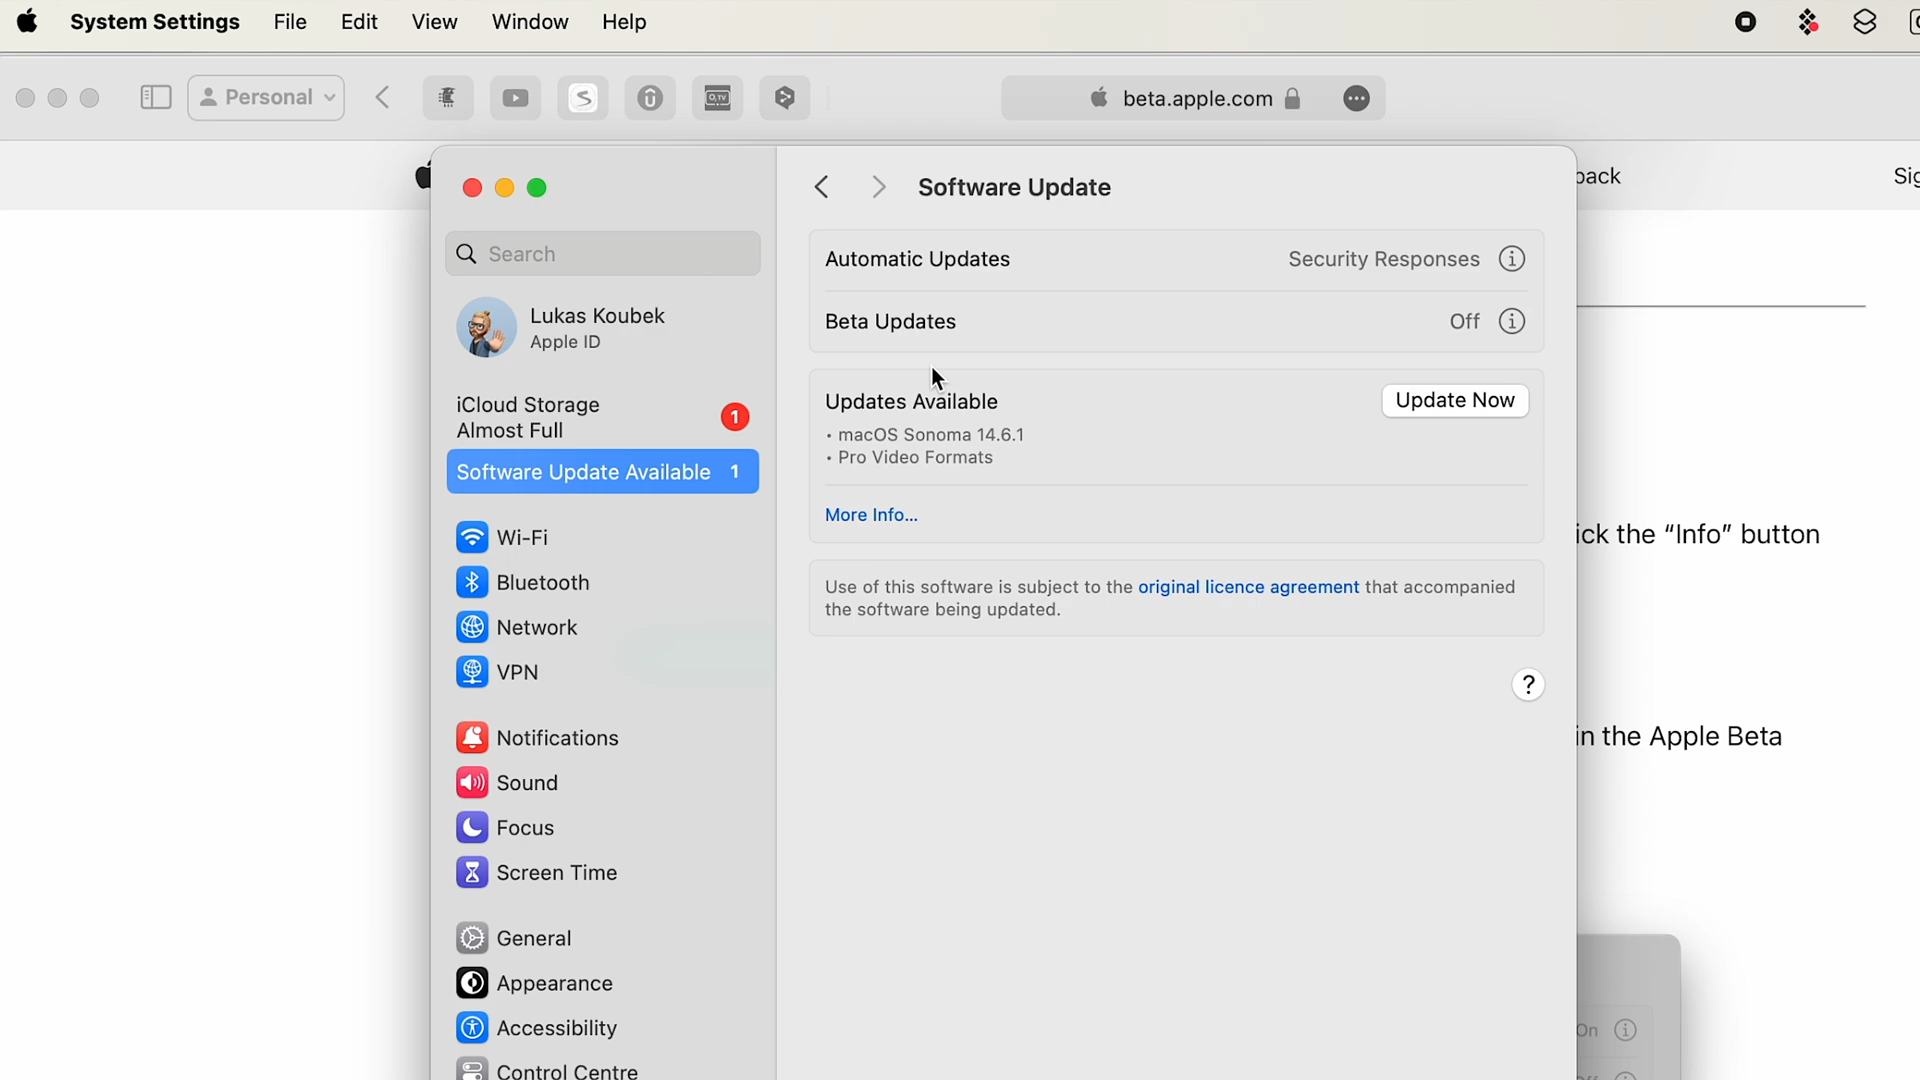 System Settings File Edit View Window Help
Personal
beta.apple.com
Software Update
Search
Lukas Koubek
Apple ID
iCloud Storage
Almost Full
1
Software Update Available 1
Wi-Fi
Bluetooth
Network
VPN
Notifications
Sound
Focus
Screen Time
General
Appearance
Accessibility
Control Centre
Automatic Updates Security Responses
Beta Updates Off
Updates Available Update Now
• macOS Sonoma 14.6.1
• Pro Video Formats
More Info...
Use of this software is subject to the original licence agreement that accompanied
the software being updated.
?
back Sig
ick the “Info” button
in the Apple Beta
On